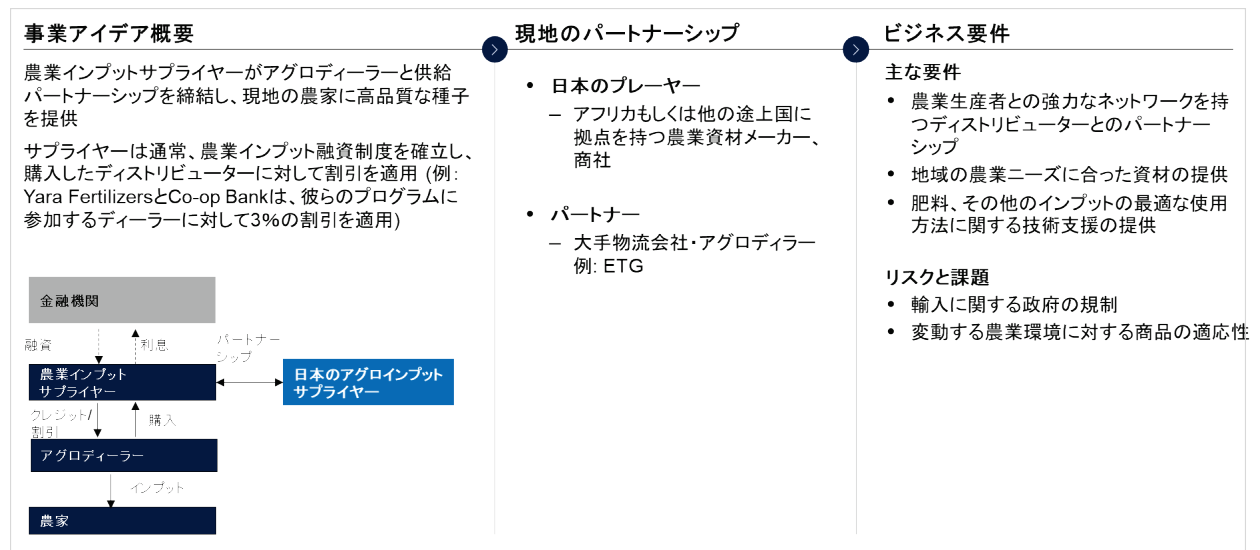 事業アイデア概要
農業インプットサプライヤーがアグロディーラーと供給
パートナーシップを締結し、現地の農家に高品質な種子
を提供
サプライヤーは通常、農業インプット融資制度を確立し、
購入したディストリビューターに対して割引を適用 (例:
Yara FertilizersとCo-op Bankは、彼らのプログラムに
参加するディーラーに対して3%の割引を適用)
金融機関
融資
利息
パートナー
シップ
農業インプット
サプライヤー
日本のアグロインプット
サプライヤー
クレジット/
割引
購入
アグロディーラー
インプット
農家
現地のパートナーシップ
• 日本のプレーヤー
– アフリカもしくは他の途上国に
拠点を持つ農業資材メーカー、
商社
• パートナー
– 大手物流会社・アグロディラー
例: ETG
ビジネス要件
主な要件
• 農業生産者との強力なネットワークを持
つディストリビューターとのパートナー
シップ
• 地域の農業ニーズに合った資材の提供
• 肥料、その他のインプットの最適な使用
方法に関する技術支援の提供
リスクと課題
• 輸入に関する政府の規制
• 変動する農業環境に対する商品の適応性